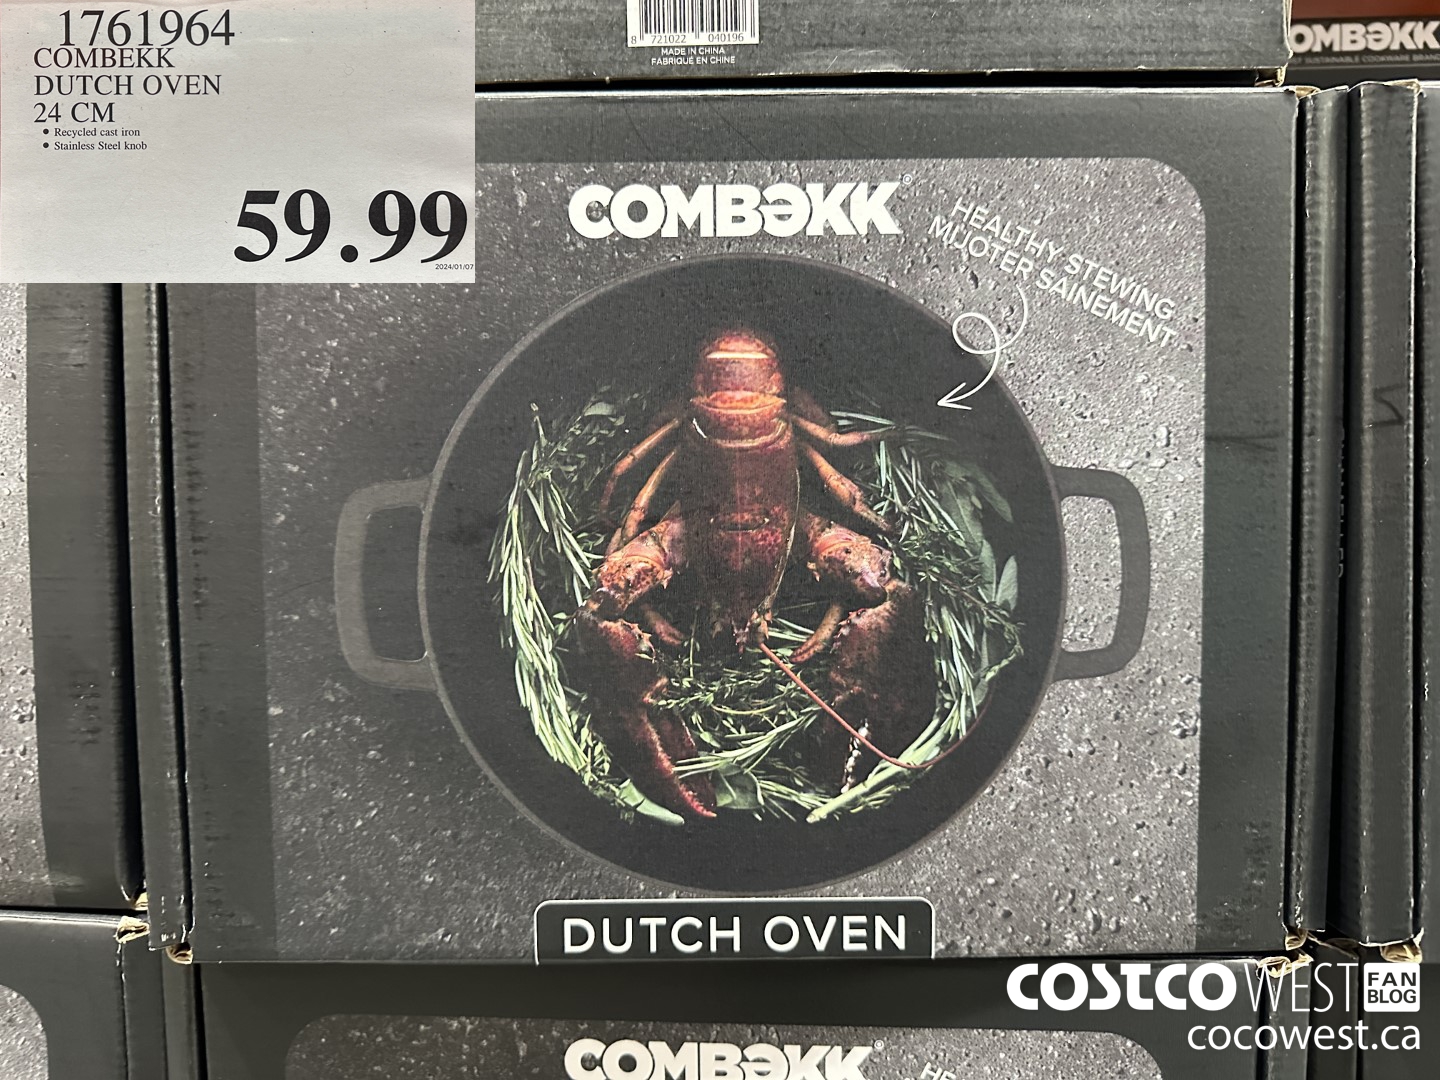 1761964
COMBEKK
DUTCH OVEN
24 CM
• Recycled cast iron
• Stainless Steel knob
59.99
2024/01/07
8 721022 040196
MADE IN CHINA
FABRIQUÉ EN CHINE
OMBƏKK
COMBƏKK®
HEALTHY STEWING
MIJOTER SAINEMENT
DUTCH OVEN
COSTCO WEST FAN BLOG
cocowest.ca
COMBƏKK®